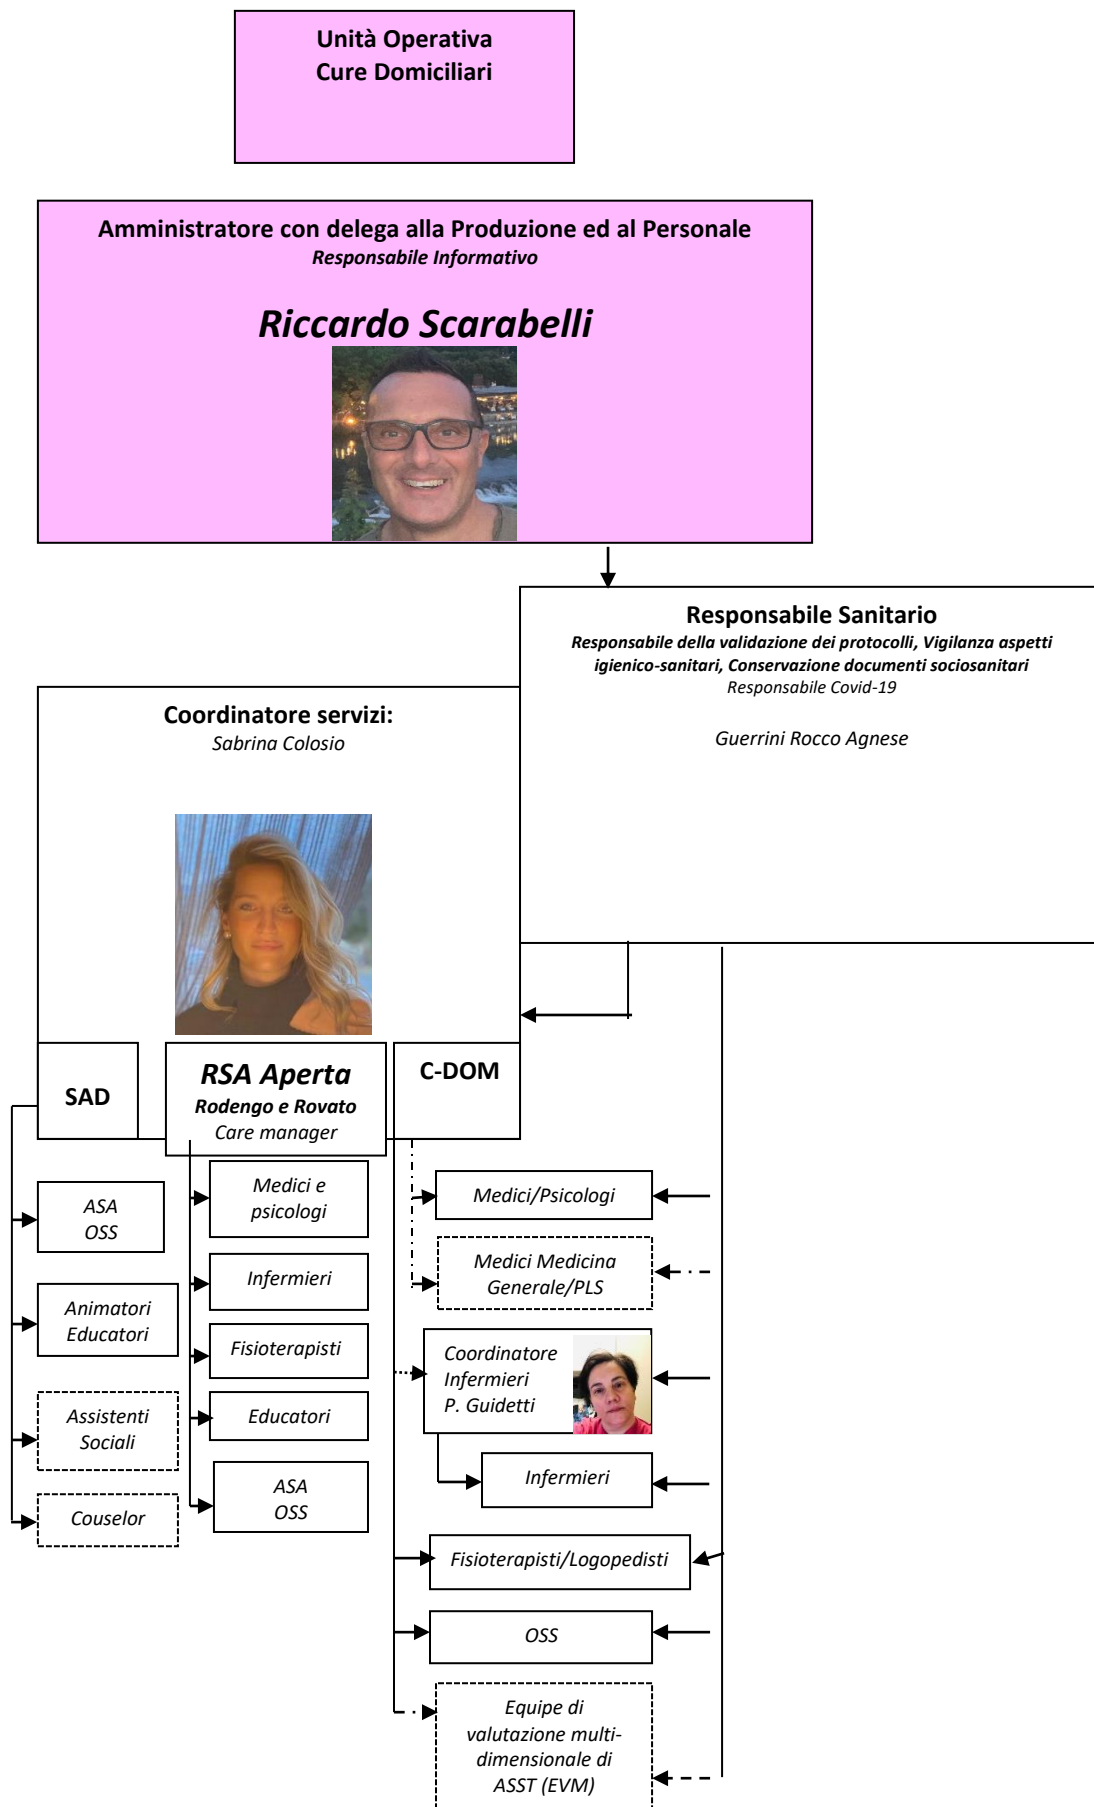 Unità Operativa
Cure Domiciliari
Amministratore con delega alla Produzione ed al Personale
Responsabile Informativo
Riccardo Scarabelli
Responsabile Sanitario
Responsabile della validazione dei protocolli, Vigilanza aspetti
igienico-sanitari, Conservazione documenti sociosanitari
Responsabile Covid-19
Guerrini Rocco Agnese
Coordinatore servizi:
Sabrina Colosio
SAD
RSA Aperta
Rodengo e Rovato
Care manager
C-DOM
ASA
OSS
Animatori
Educatori
Assistenti
Sociali
Couselor
Medici e
psicologi
Infermieri
Fisioterapisti
Educatori
ASA
OSS
Medici/Psicologi
Medici Medicina
Generale/PLS
Coordinatore
Infermieri
P. Guidetti
Infermieri
Fisioterapisti/Logopedisti
OSS
Equipe di
valutazione multi-
dimensionale di
ASST (EVM)